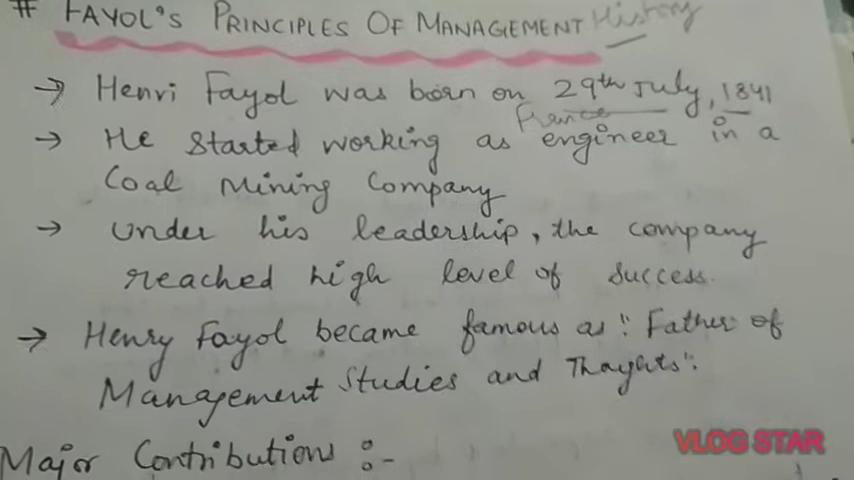 # FAYOL'S PRINCIPLES OF MANAGEMENT History
→ Henri Fayol was born on 29th July, 1841
France
→ He started working as engineer in a
Coal Mining Company
→ Under his leadership, the company
reached high level of success.
→ Henry Fayol became famous as "Father of
Management Studies and Thoughts".
Major Contributions :-
VLOG STAR